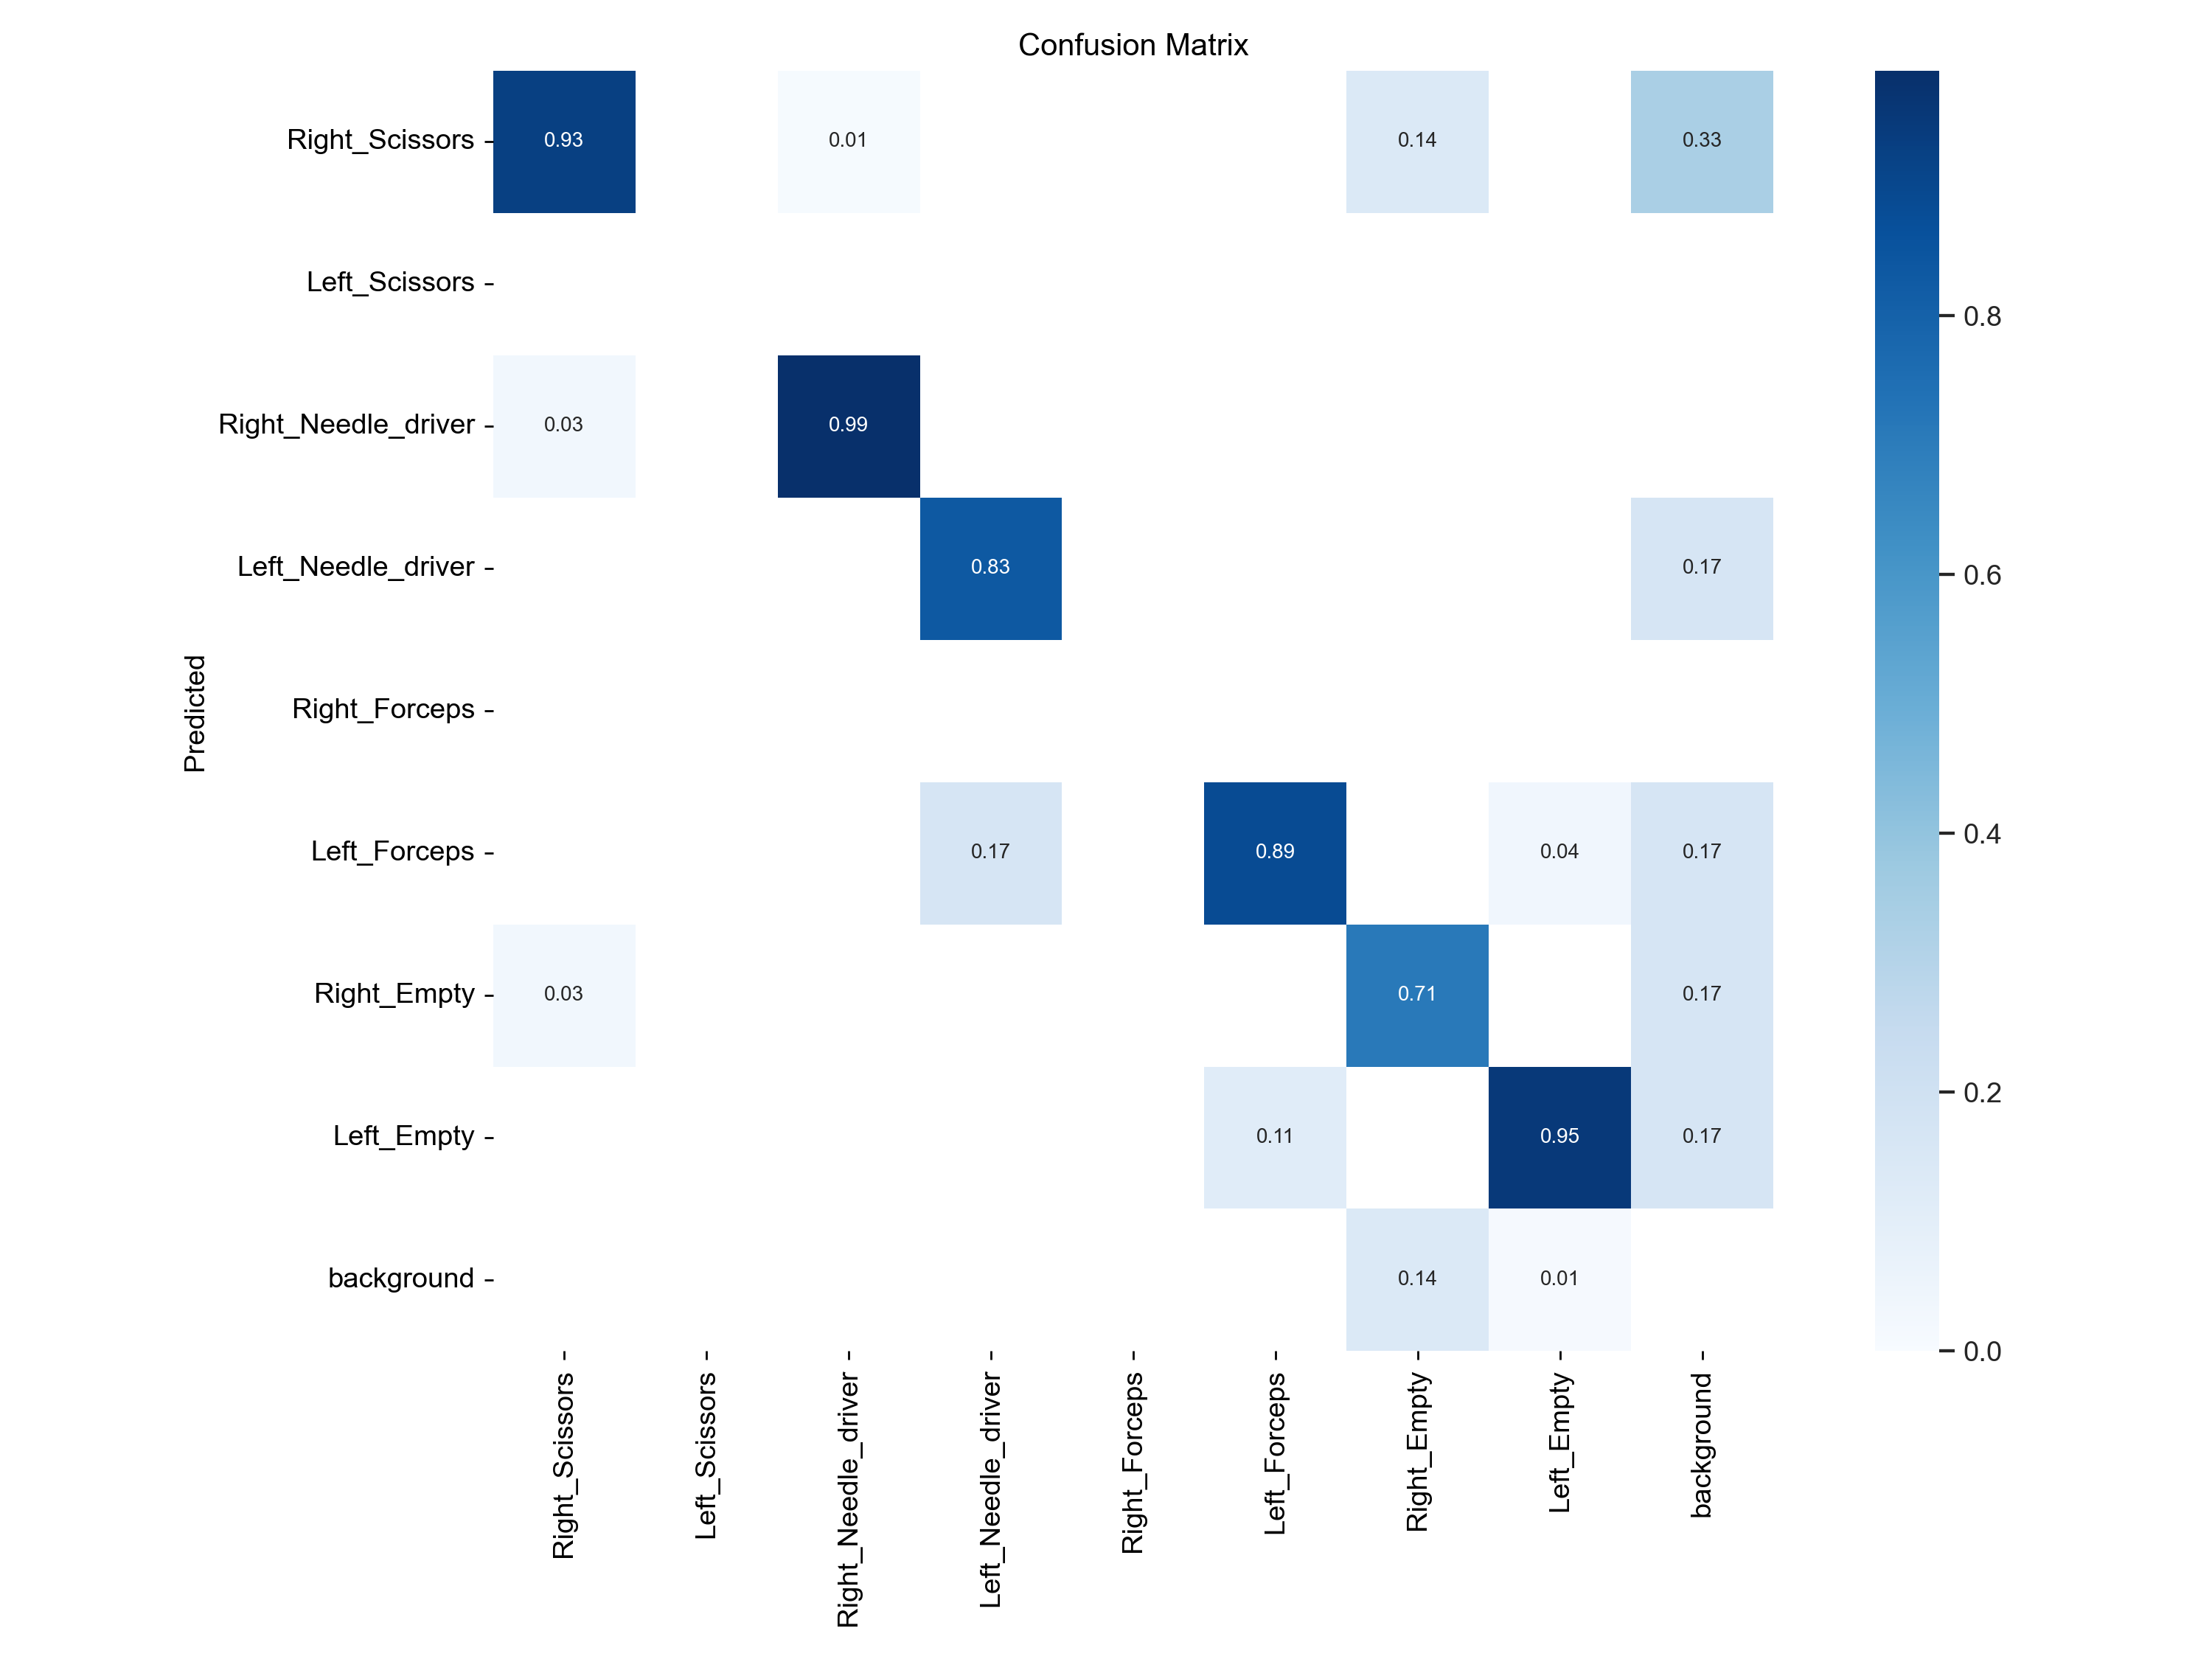 Confusion Matrix
Right_Scissors 0.93 0.01 0.14 0.33
Left_Scissors
Right_Needle_driver 0.03 0.99
Left_Needle_driver 0.83 0.17
Right_Forceps
Left_Forceps 0.17 0.89 0.04 0.17
Right_Empty 0.03 0.71 0.17
Left_Empty 0.11 0.95 0.17
background 0.14 0.01
Predicted
Right_Scissors
Left_Scissors
Right_Needle_driver
Left_Needle_driver
Right_Forceps
Left_Forceps
Right_Empty
Left_Empty
background
0.8
0.6
0.4
0.2
0.0